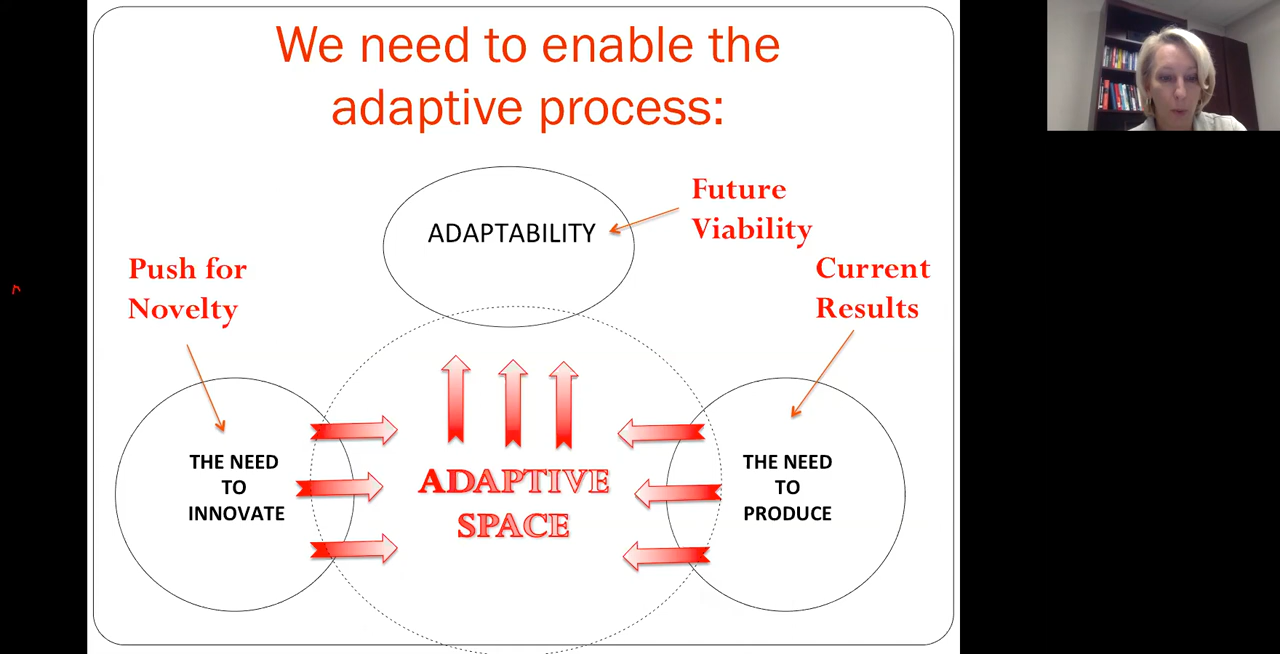 We need to enable the
adaptive process:
ADAPTABILITY
Future
Viability
Push for
Novelty
Current
Results
THE NEED
TO
INNOVATE
ADAPTIVE
SPACE
THE NEED
TO
PRODUCE